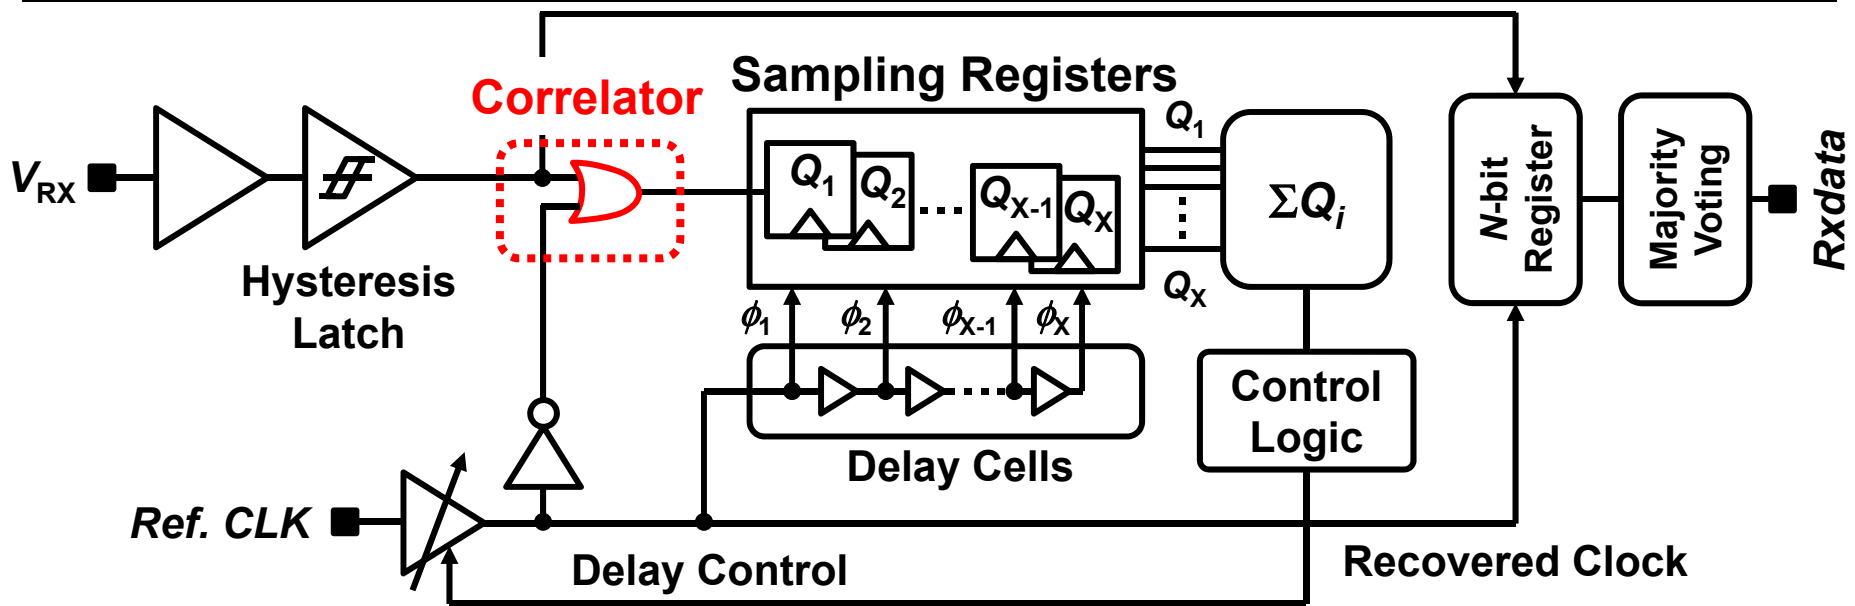 Correlator
Sampling Registers
V_RX
Hysteresis
Latch
Q_1
Q_2
Q_X-1
Q_X
Q_1
Q_X
ΣQ_i
N-bit
Register
Majority
Voting
Rxdata
ϕ_1
ϕ_2
ϕ_X-1
ϕ_X
Delay Cells
Control
Logic
Ref. CLK
Delay Control
Recovered Clock